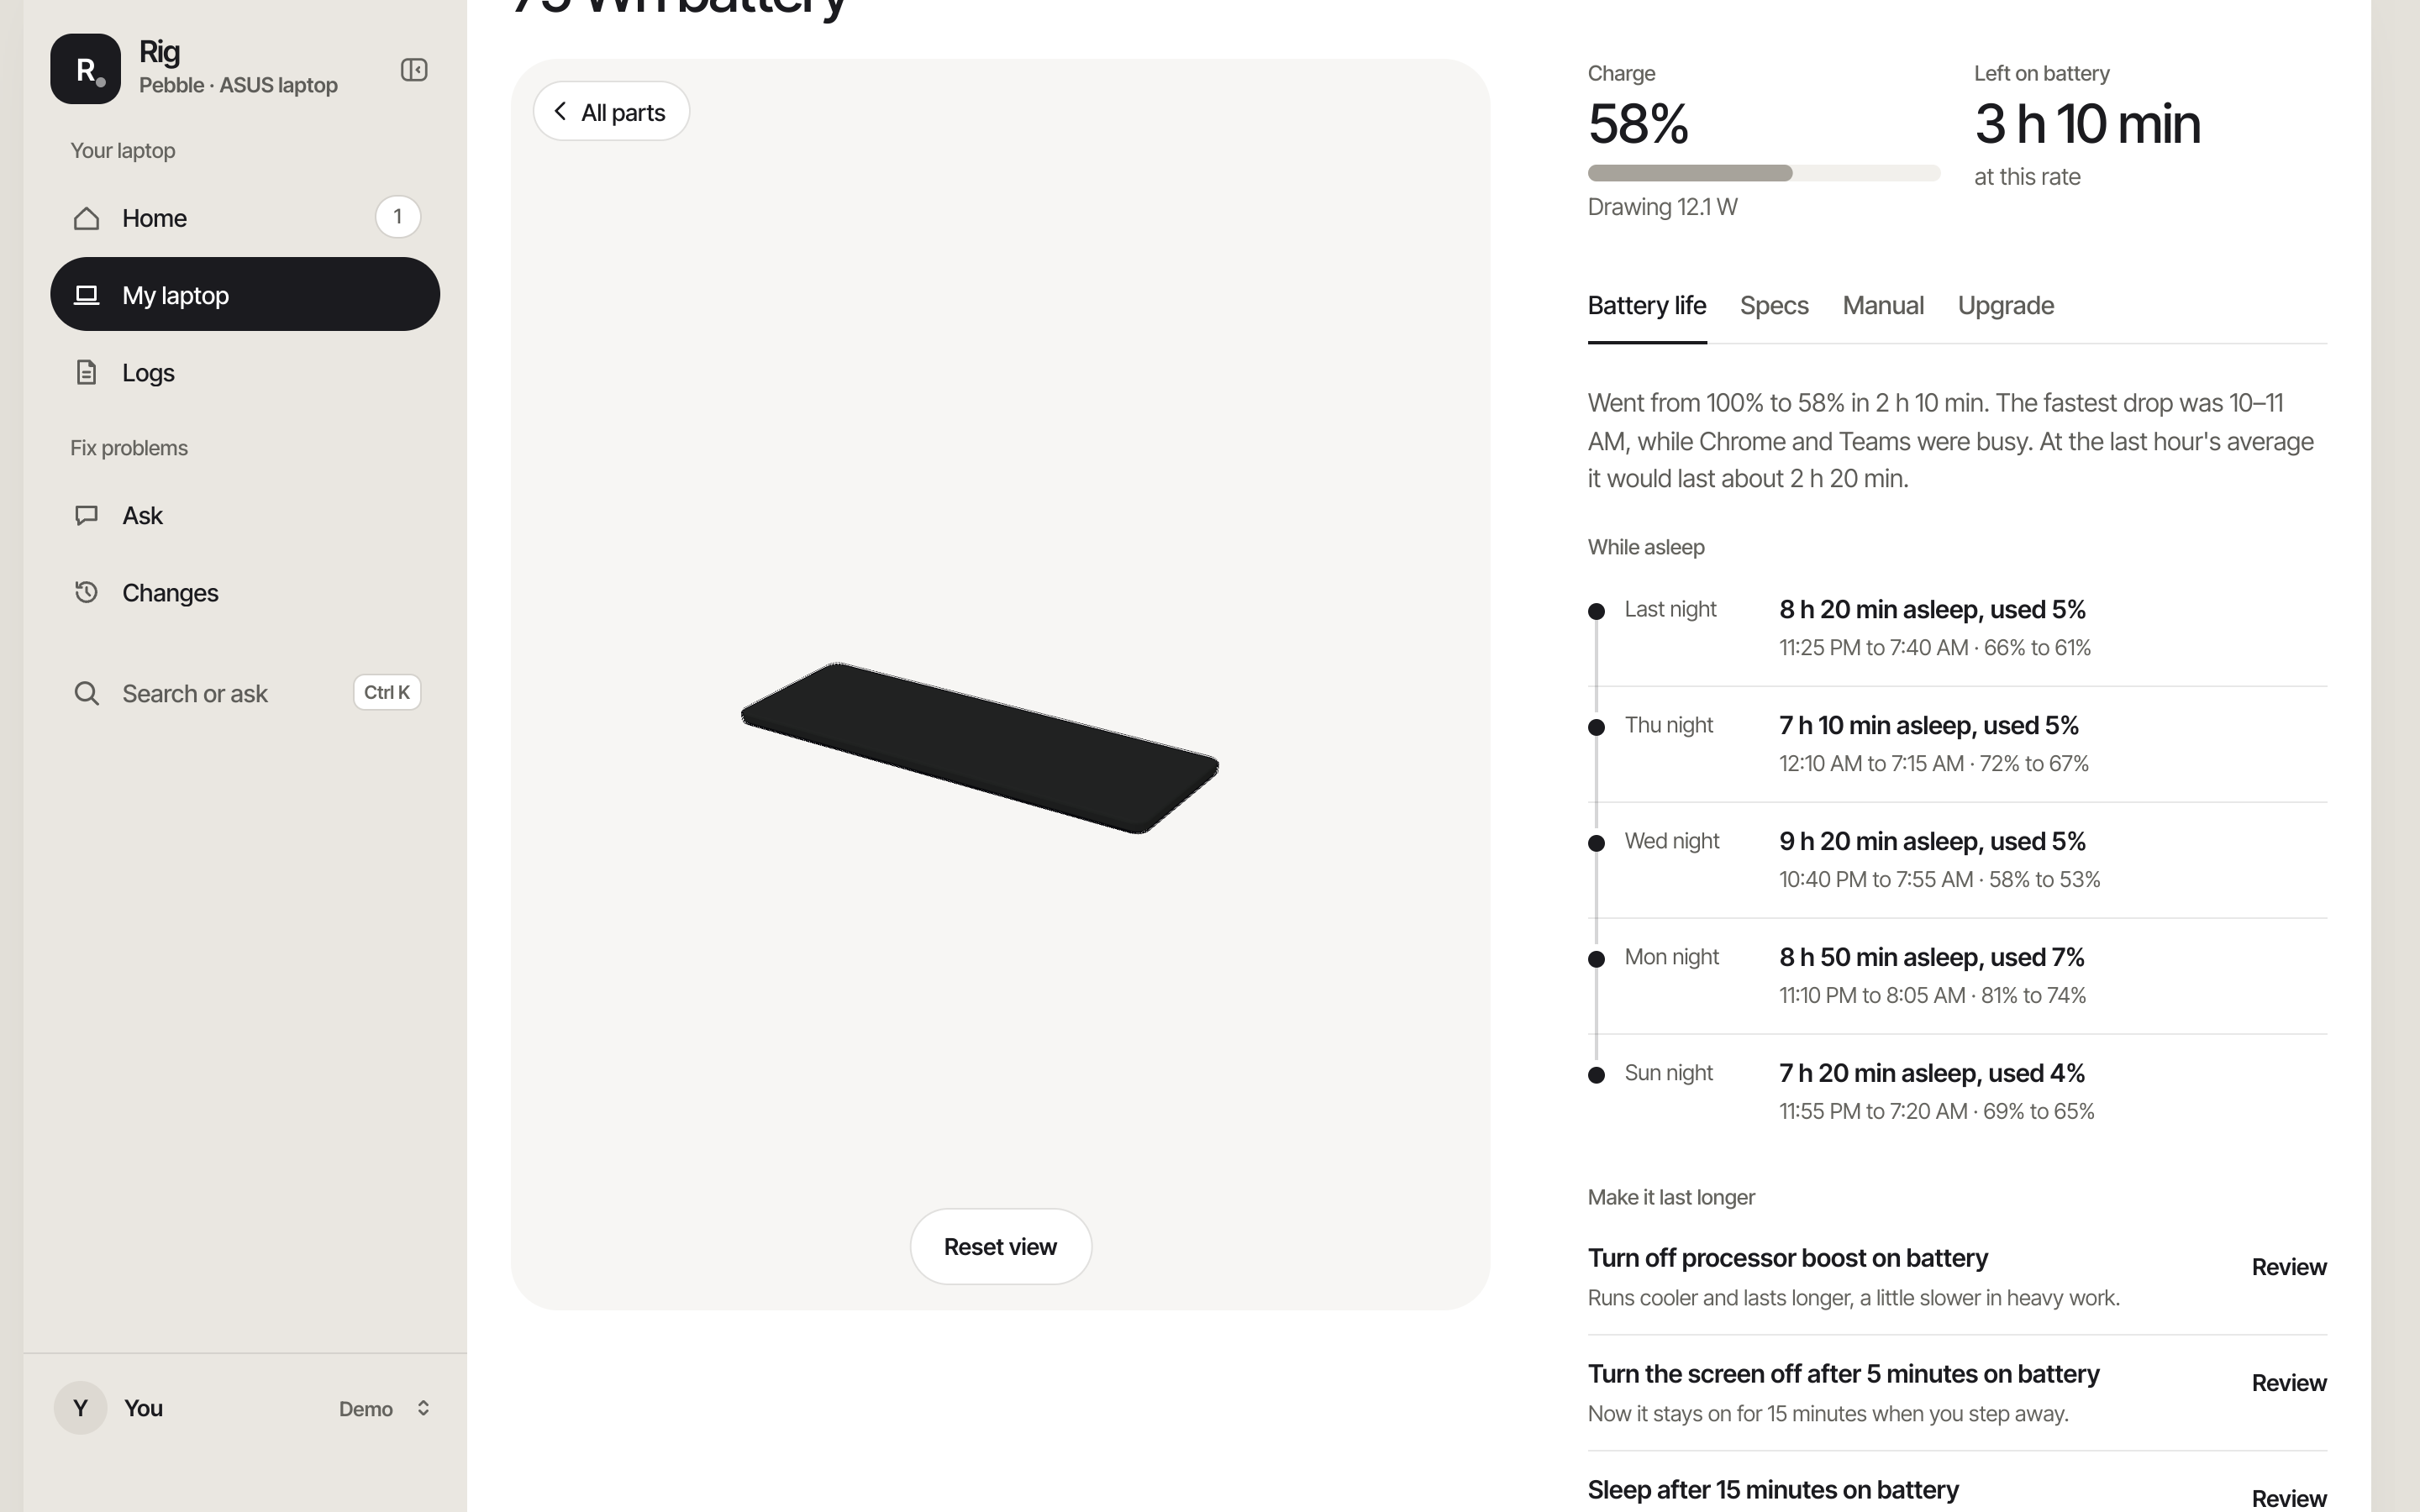 75 Wh battery
R.
Rig
Pebble · ASUS laptop
Your laptop
Home
1
My laptop
Logs
Fix problems
Ask
Changes
Search or ask
Ctrl K
Y
You
Demo
All parts
Reset view
Charge
58%
Drawing 12.1 W
Left on battery
3 h 10 min
at this rate
Battery life
Specs
Manual
Upgrade
Went from 100% to 58% in 2 h 10 min. The fastest drop was 10–11
AM, while Chrome and Teams were busy. At the last hour's average
it would last about 2 h 20 min.
While asleep
Last night
8 h 20 min asleep, used 5%
11:25 PM to 7:40 AM · 66% to 61%
Thu night
7 h 10 min asleep, used 5%
12:10 AM to 7:15 AM · 72% to 67%
Wed night
9 h 20 min asleep, used 5%
10:40 PM to 7:55 AM · 58% to 53%
Mon night
8 h 50 min asleep, used 7%
11:10 PM to 8:05 AM · 81% to 74%
Sun night
7 h 20 min asleep, used 4%
11:55 PM to 7:20 AM · 69% to 65%
Make it last longer
Turn off processor boost on battery
Runs cooler and lasts longer, a little slower in heavy work.
Review
Turn the screen off after 5 minutes on battery
Now it stays on for 15 minutes when you step away.
Review
Sleep after 15 minutes on battery
Review